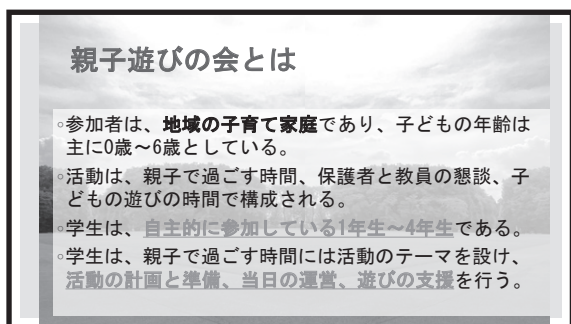 親子遊びの会とは
◦参加者は、地域の子育て家庭であり、子どもの年齢は
主に0歳～6歳としている。
◦活動は、親子で過ごす時間、保護者と教員の懇談、子
どもの遊びの時間で構成される。
◦学生は、自主的に参加している1年生～4年生である。
◦学生は、親子で過ごす時間には活動のテーマを設け、
活動の計画と準備、当日の運営、遊びの支援を行う。